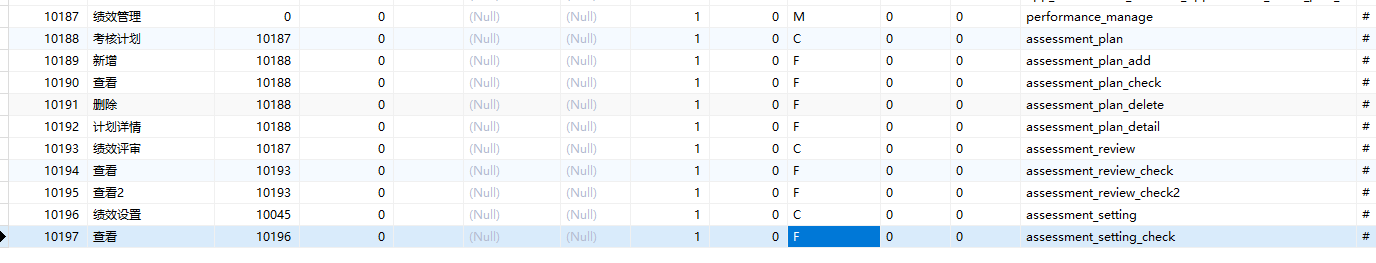 10187 绩效管理 0 0 (Null) (Null) 1 0 M 0 0 performance_manage #
10188 考核计划 10187 0 (Null) (Null) 1 0 C 0 0 assessment_plan #
10189 新增 10188 0 (Null) (Null) 1 0 F 0 0 assessment_plan_add #
10190 查看 10188 0 (Null) (Null) 1 0 F 0 0 assessment_plan_check #
10191 删除 10188 0 (Null) (Null) 1 0 F 0 0 assessment_plan_delete #
10192 计划详情 10188 0 (Null) (Null) 1 0 F 0 0 assessment_plan_detail #
10193 绩效评审 10187 0 (Null) (Null) 1 0 C 0 0 assessment_review #
10194 查看 10193 0 (Null) (Null) 1 0 F 0 0 assessment_review_check #
10195 查看2 10193 0 (Null) (Null) 1 0 F 0 0 assessment_review_check2 #
10196 绩效设置 10045 0 (Null) (Null) 1 0 C 0 0 assessment_setting #
10197 查看 10196 0 (Null) (Null) 1 0 F 0 0 assessment_setting_check #